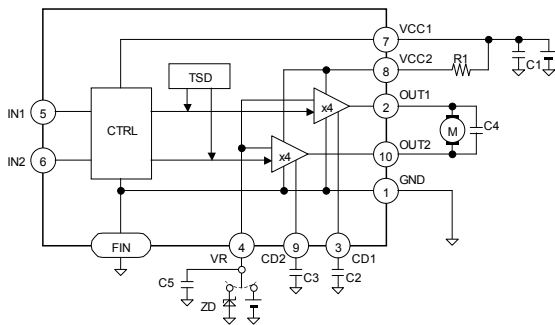 VCC1
7
VCC2
R1
C1
8
TSD
OUT1
IN1
5
2
CTRL
x4
M
C4
OUT2
IN2
6
x4
10
GND
1
FIN
4
9
3
VR
CD2
CD1
C5
C3
C2
ZD